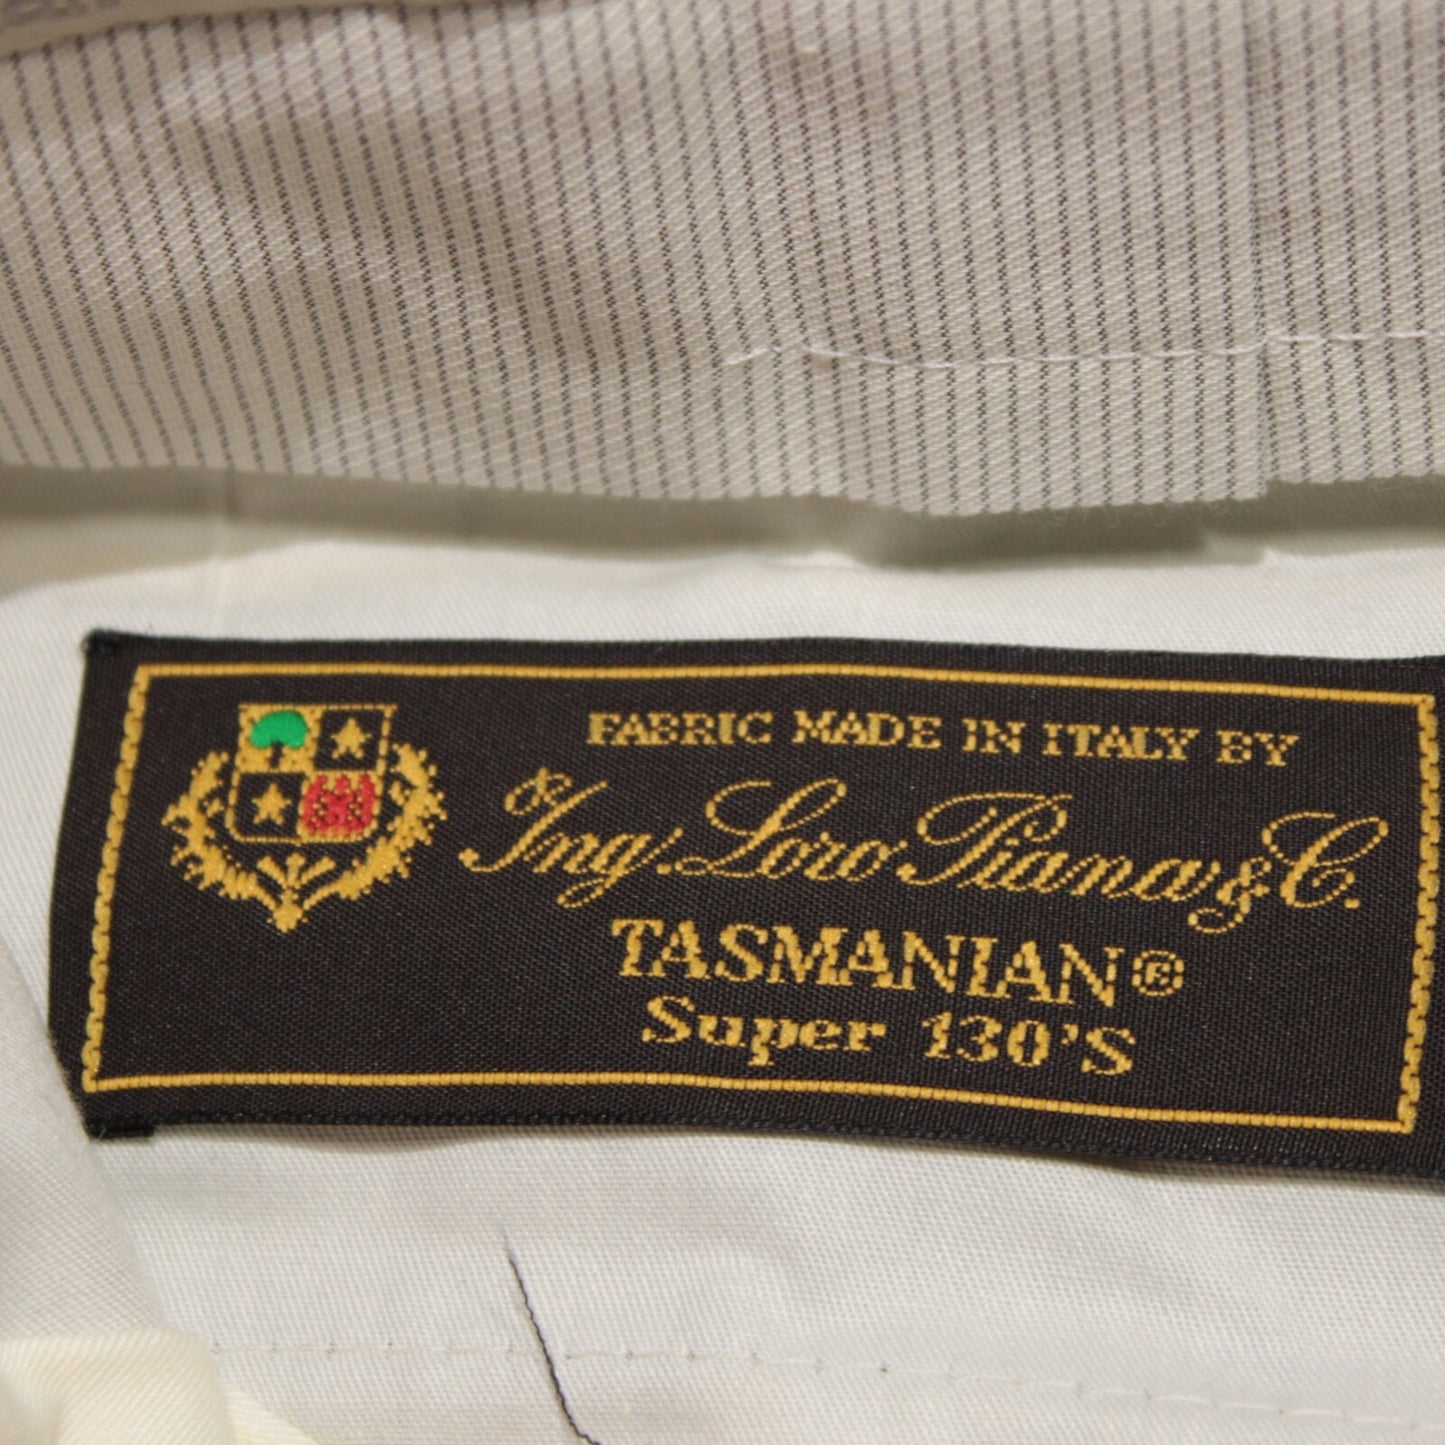 FABRIC MADE IN ITALY BY
Ing. Loro Piana & C.
TASMANIAN®
Super 130'S